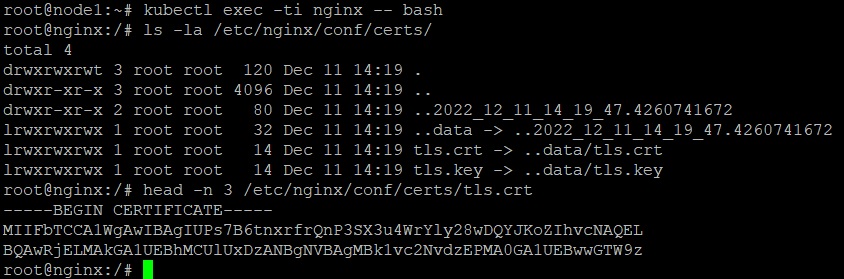 root@node1:~# kubectl exec -ti nginx -- bash
root@nginx:/# ls -la /etc/nginx/conf/certs/
total 4
drwxrwxrwt 3 root root  120 Dec 11 14:19 .
drwxr-xr-x 3 root root 4096 Dec 11 14:19 ..
drwxr-xr-x 2 root root   80 Dec 11 14:19 ..2022_12_11_14_19_47.4260741672
lrwxrwxrwx 1 root root   32 Dec 11 14:19 ..data -> ..2022_12_11_14_19_47.4260741672
lrwxrwxrwx 1 root root   14 Dec 11 14:19 tls.crt -> ..data/tls.crt
lrwxrwxrwx 1 root root   14 Dec 11 14:19 tls.key -> ..data/tls.key
root@nginx:/# head -n 3 /etc/nginx/conf/certs/tls.crt
-----BEGIN CERTIFICATE-----
MIIFbTCCA1WgAwIBAgIUPs7B6tnxrfrQnP3SX3u4WrYly28wDQYJKoZIhvcNAQEL
BQAwRjELMAkGA1UEBhMCUlUxDzANBgNVBAgMBk1vc2NvdzEPMA0GA1UEBwwGTW9z
root@nginx:/#